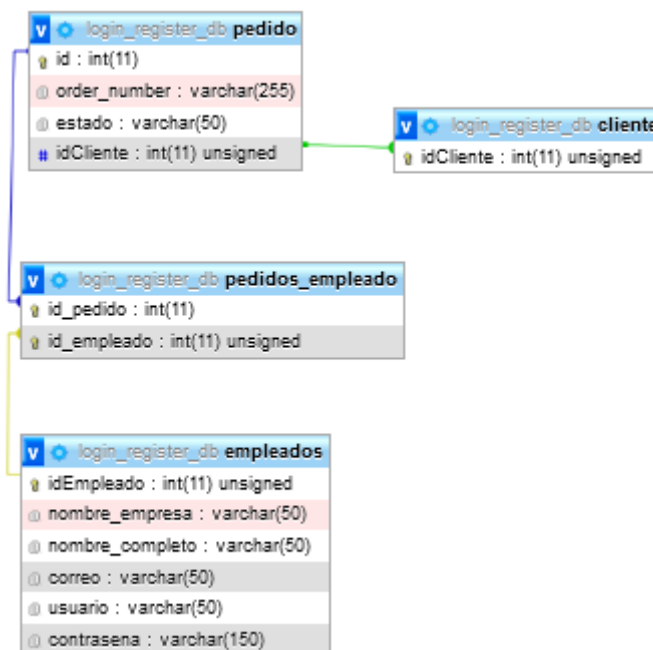 v login_register_db pedido
id : int(11)
order_number : varchar(255)
estado : varchar(50)
# idCliente : int(11) unsigned
v login_register_db cliente
idCliente : int(11) unsigned
v login_register_db pedidos_empleado
id_pedido : int(11)
id_empleado : int(11) unsigned
v login_register_db empleados
idEmpleado : int(11) unsigned
nombre_empresa : varchar(50)
nombre_completo : varchar(50)
correo : varchar(50)
usuario : varchar(50)
contrasena : varchar(150)